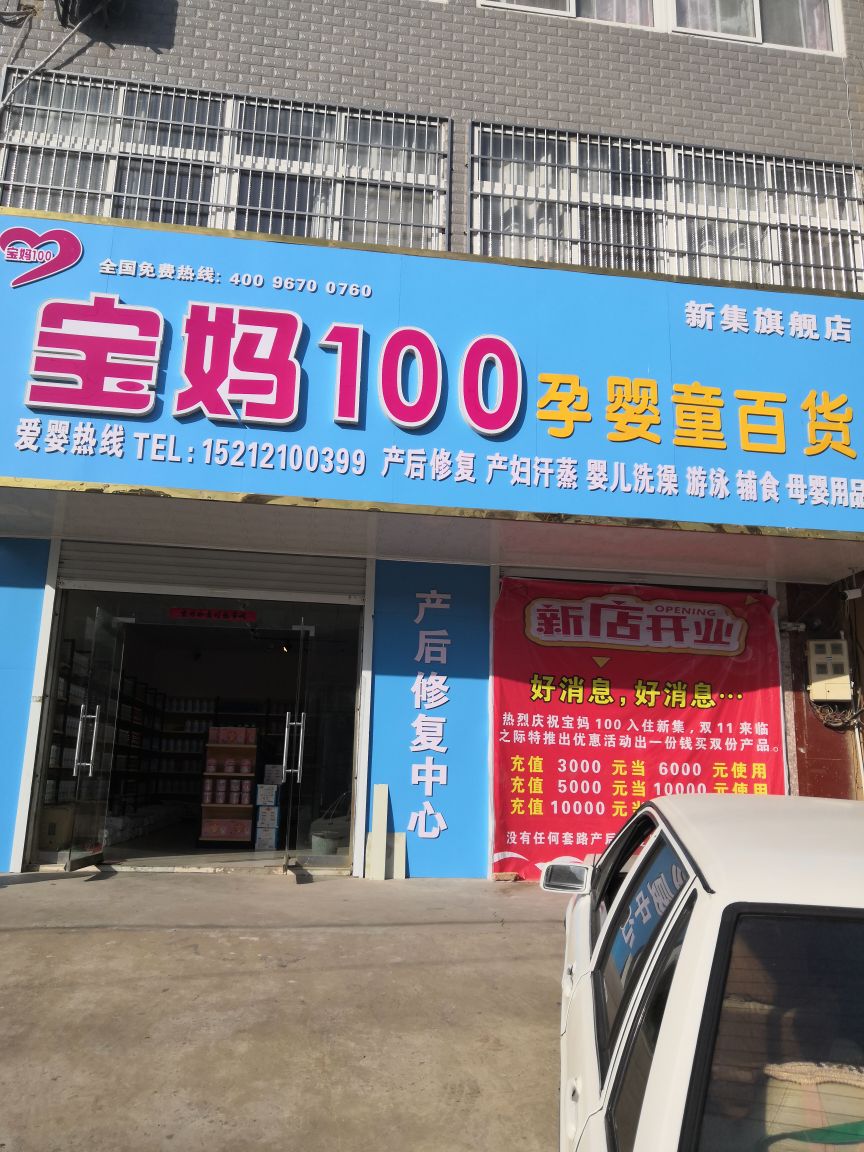 宝妈100
全国免费热线: 400 9670 0760
新集旗舰店
宝妈100 孕婴童百货
爱婴热线 TEL: 15212100399 产后修复 产妇汗蒸 婴儿洗澡 游泳 辅食 母婴用品
产后修复中心
OPENING
新店开业
好消息,好消息…
热烈庆祝宝妈100入住新集,双11来临
之际特推出优惠活动出一份钱买双份产品。
充值 3000 元当 6000 元使用
充值 5000 元当 10000 元使用
充值 10000 元当
没有任何套路产后